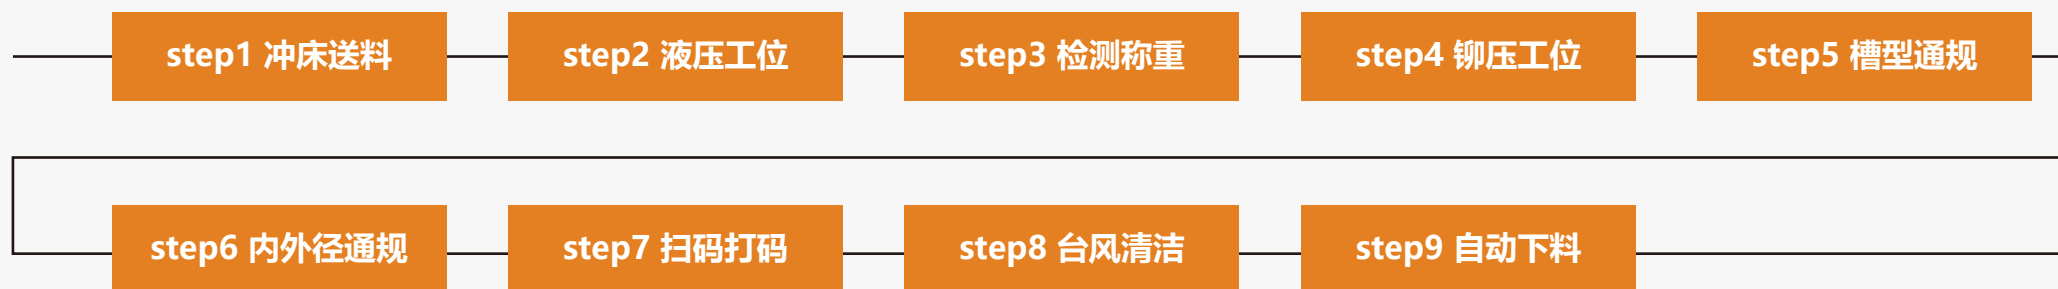 step1 冲床送料
step2 液压工位
step3 检测称重
step4 铆压工位
step5 槽型通规
step6 内外径通规
step7 扫码打码
step8 台风清洁
step9 自动下料